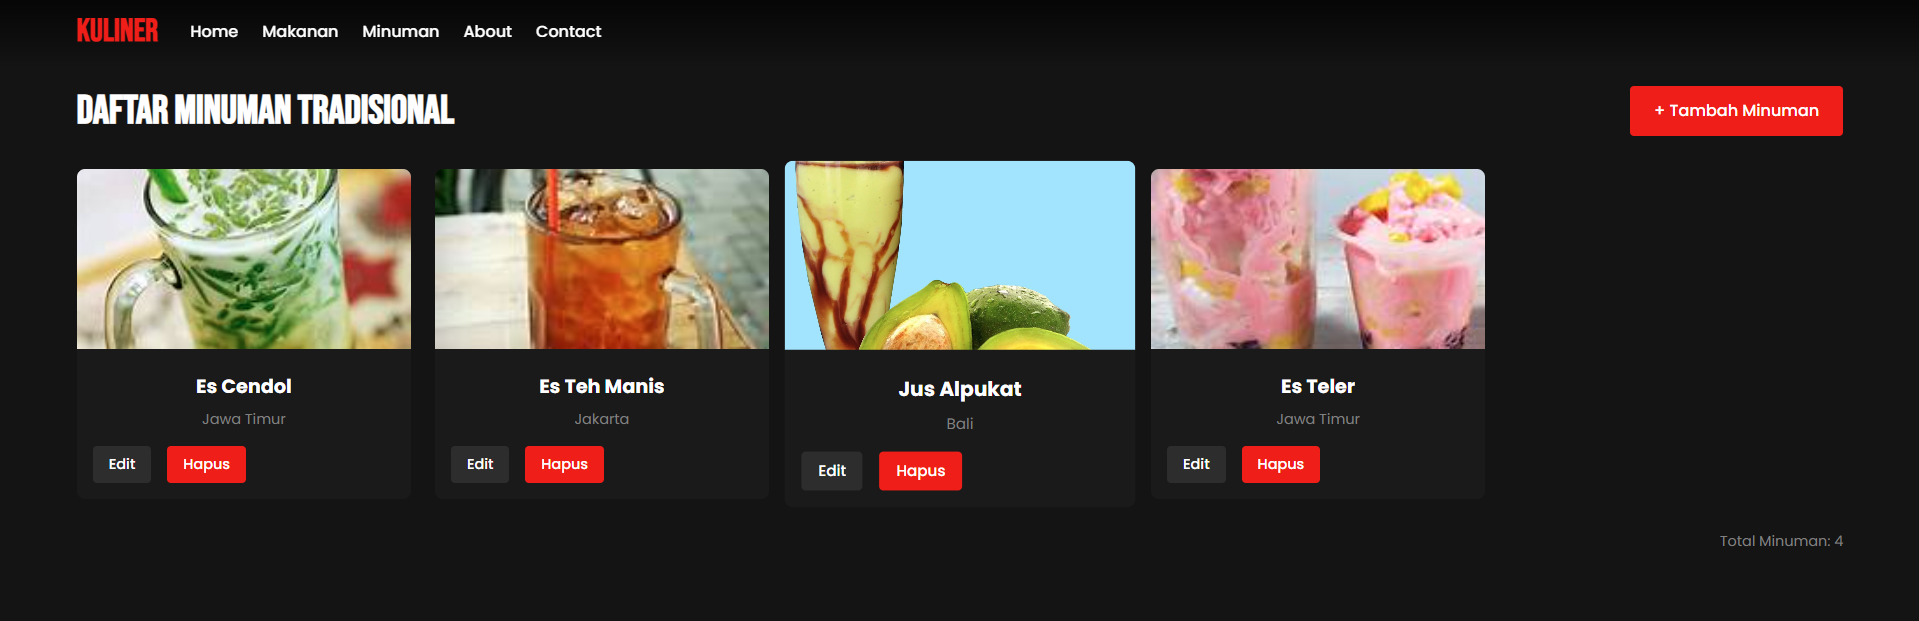 KULINER Home Makanan Minuman About Contact
DAFTAR MINUMAN TRADISIONAL
+ Tambah Minuman
Es Cendol
Jawa Timur
Edit Hapus
Es Teh Manis
Jakarta
Edit Hapus
Jus Alpukat
Bali
Edit Hapus
Es Teler
Jawa Timur
Edit Hapus
Total Minuman: 4